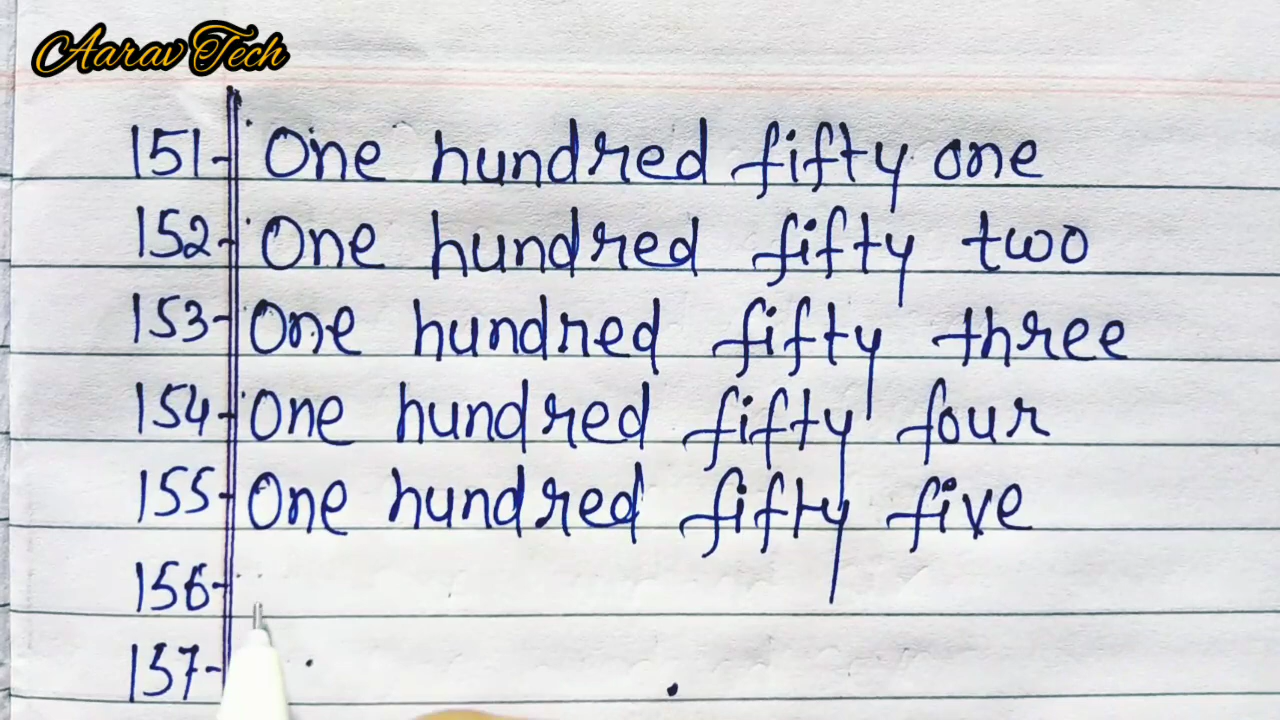 Aarav Tech
151- One hundred fifty one
152- One hundred fifty two
153- One hundred fifty three
154- One hundred fifty four
155- One hundred fifty five
156-
157-